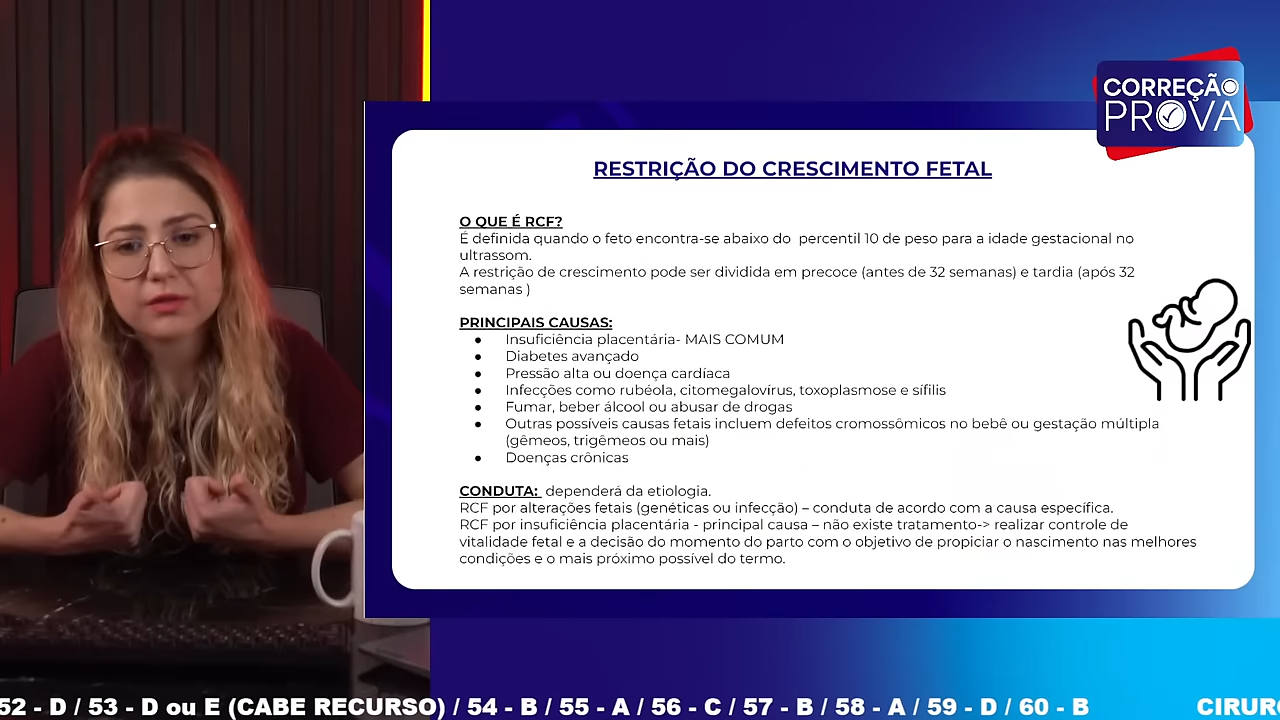 CORREÇÃO
PROVA
RESTRIÇÃO DO CRESCIMENTO FETAL
O QUE É RCF?
É definida quando o feto encontra-se abaixo do percentil 10 de peso para a idade gestacional no
ultrassom.
A restrição de crescimento pode ser dividida em precoce (antes de 32 semanas) e tardia (após 32
semanas )
PRINCIPAIS CAUSAS:
● Insuficiência placentária- MAIS COMUM
● Diabetes avançado
● Pressão alta ou doença cardíaca
● Infecções como rubéola, citomegalovírus, toxoplasmose e sífilis
● Fumar, beber álcool ou abusar de drogas
● Outras possíveis causas fetais incluem defeitos cromossômicos no bebê ou gestação múltipla
(gêmeos, trigêmeos ou mais)
● Doenças crônicas
CONDUTA: dependerá da etiologia.
RCF por alterações fetais (genéticas ou infecção) – conduta de acordo com a causa específica.
RCF por insuficiência placentária - principal causa – não existe tratamento-> realizar controle de
vitalidade fetal e a decisão do momento do parto com o objetivo de propiciar o nascimento nas melhores
condições e o mais próximo possível do termo.
52 - D / 53 - D ou E (CABE RECURSO) / 54 - B / 55 - A / 56 - C / 57 - B / 58 - A / 59 - D / 60 - B CIRURG